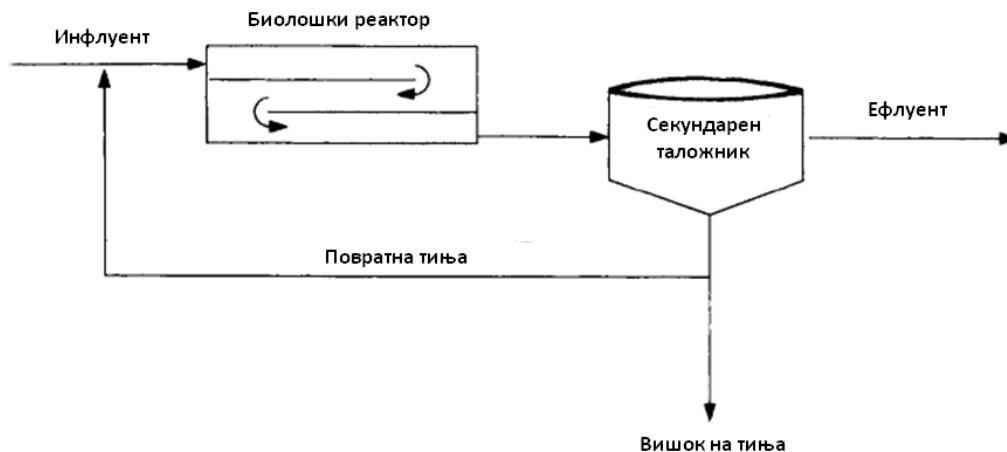 Биолошки реактор
Инфлуент
Ефлуент
Секундарен
таложник
Повратна тиња
Вишок на тиња